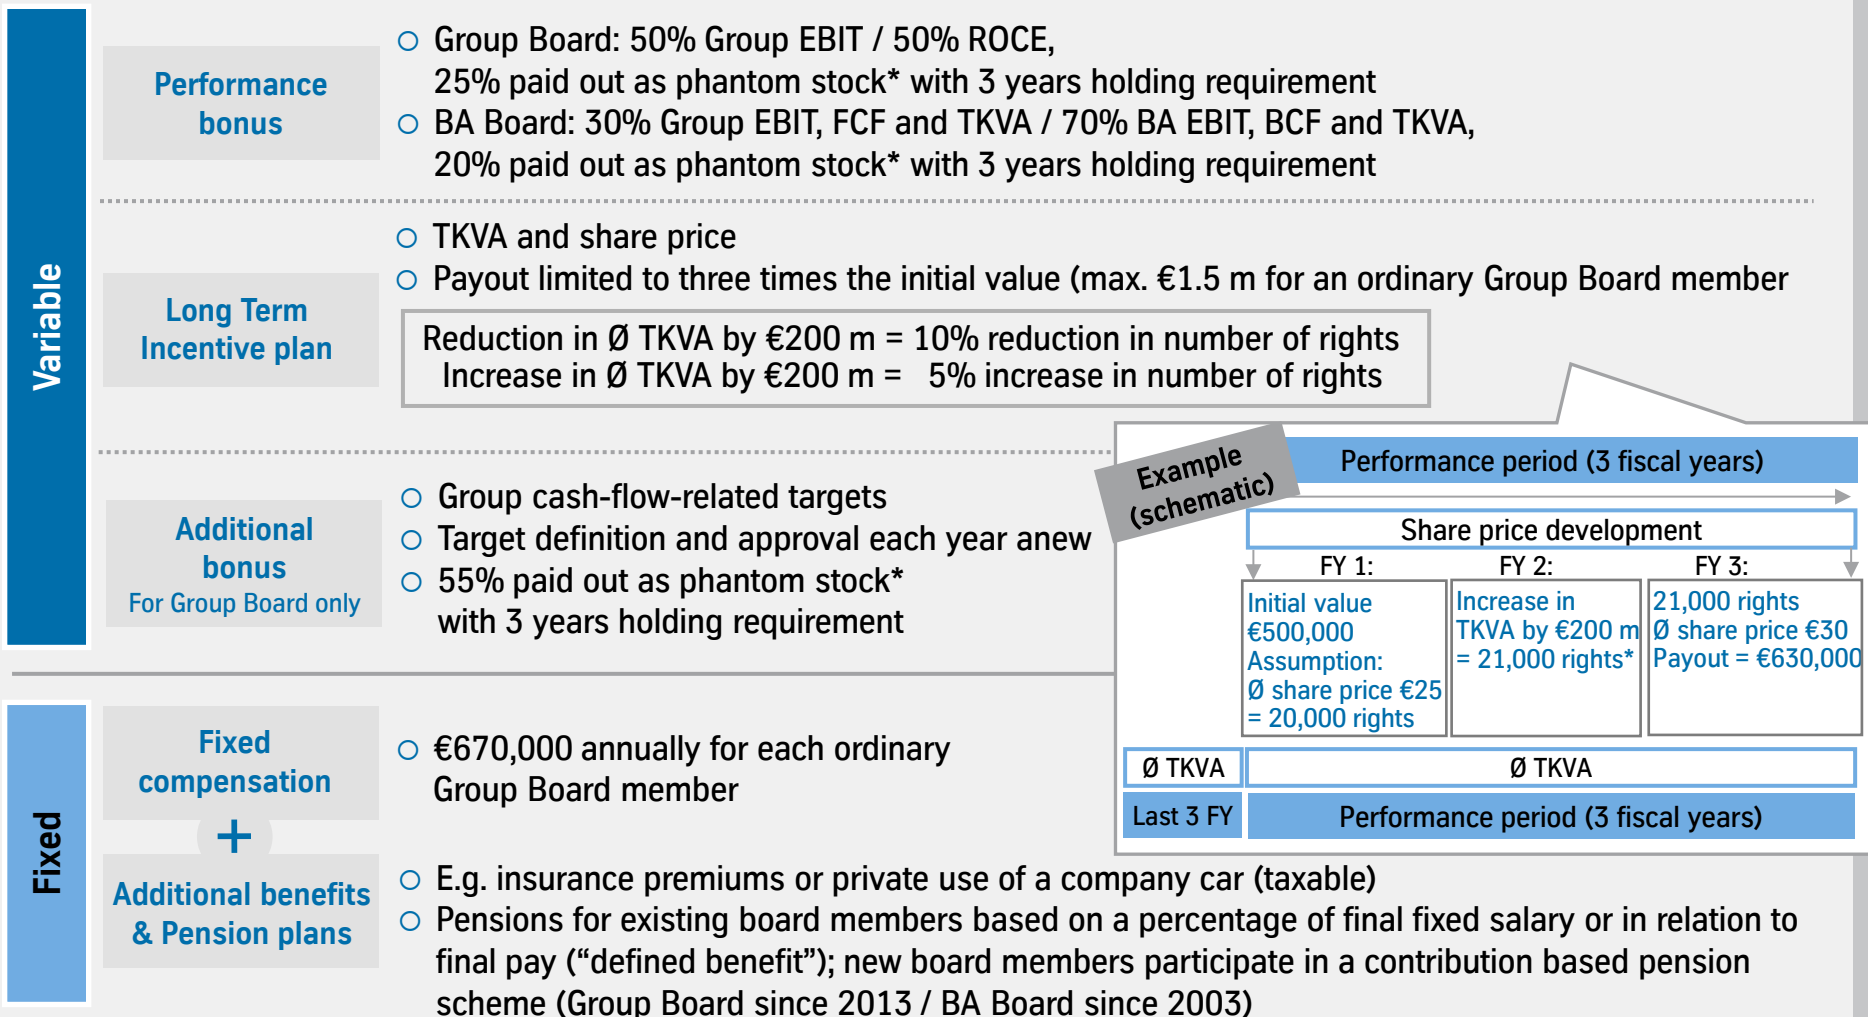 Variable
Performance
bonus
Group Board: 50% Group EBIT / 50% ROCE,
25% paid out as phantom stock* with 3 years holding requirement
BA Board: 30% Group EBIT, FCF and TKVA / 70% BA EBIT, BCF and TKVA,
20% paid out as phantom stock* with 3 years holding requirement
Long Term
Incentive plan
TKVA and share price
Payout limited to three times the initial value (max. €1.5 m for an ordinary Group Board member
Reduction in Ø TKVA by €200 m = 10% reduction in number of rights
Increase in Ø TKVA by €200 m = 5% increase in number of rights
Additional
bonus
For Group Board only
Group cash-flow-related targets
Target definition and approval each year anew
55% paid out as phantom stock*
with 3 years holding requirement
Example
(schematic)
Performance period (3 fiscal years)
Share price development
FY 1:
FY 2:
FY 3:
Initial value
€500,000
Assumption:
Ø share price €25
= 20,000 rights
Increase in
TKVA by €200 m
= 21,000 rights*
21,000 rights
Ø share price €30
Payout = €630,000
Ø TKVA
Ø TKVA
Last 3 FY
Performance period (3 fiscal years)
Fixed
Fixed
compensation
€670,000 annually for each ordinary
Group Board member
+
Additional benefits
& Pension plans
E.g. insurance premiums or private use of a company car (taxable)
Pensions for existing board members based on a percentage of final fixed salary or in relation to
final pay (“defined benefit”); new board members participate in a contribution based pension
scheme (Group Board since 2013 / BA Board since 2003)